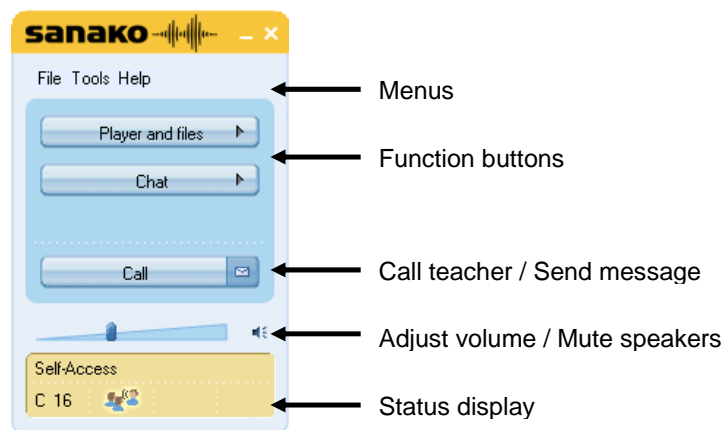 sanako
File Tools Help
Menus
Player and files
Function buttons
Chat
Call
Call teacher / Send message
Adjust volume / Mute speakers
Self-Access
C 16
Status display